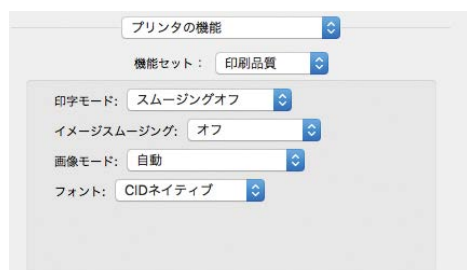 プリンタの機能
機能セット： 印刷品質
印字モード: スムージングオフ
イメージスムージング: オフ
画像モード: 自動
フォント: CIDネイティブ